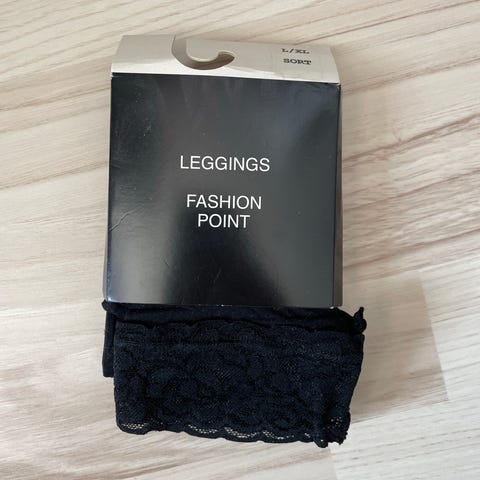 L/XL
SORT
LEGGINGS
FASHION
POINT